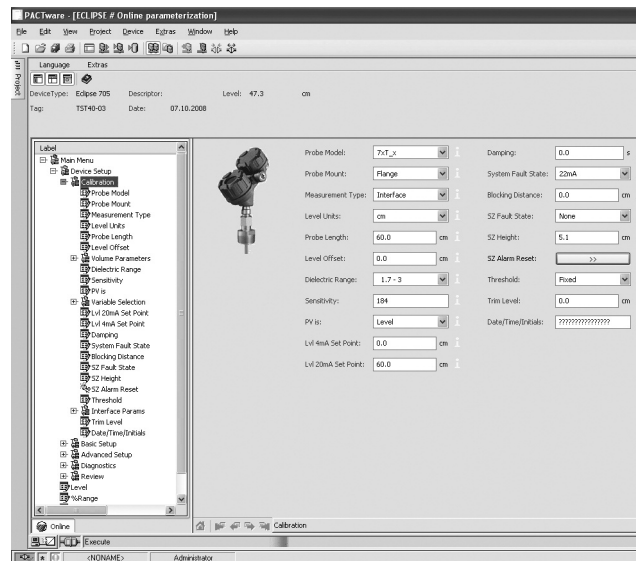 PACTware - [ECLIPSE # Online parameterization]
File Edit View Project Device Extras Window Help
Project
Language Extras
DeviceType: Eclipse 705 Descriptor: Level: 47.3 cm
Tag: TST40-03 Date: 07.10.2008
Label
Main Menu
Device Setup
Calibration
Probe Model
Probe Mount
Measurement Type
Level Units
Probe Length
Level Offset
Volume Parameters
Dielectric Range
Sensitivity
PV is
Variable Selection
Lvl 20mA Set Point
Lvl 4mA Set Point
Damping
System Fault State
Blocking Distance
SZ Fault State
SZ Height
SZ Alarm Reset
Threshold
Interface Params
Trim Level
Date/Time/Initials
Basic Setup
Advanced Setup
Diagnostics
Review
Level
%Range
Probe Model: 7xT_x
Probe Mount: Flange
Measurement Type: Interface
Level Units: cm
Probe Length: 60.0 cm
Level Offset: 0.0 cm
Dielectric Range: 1.7 - 3
Sensitivity: 184
PV is: Level
Lvl 4mA Set Point: 0.0 cm
Lvl 20mA Set Point: 60.0 cm
Damping: 0.0 s
System Fault State: 22mA
Blocking Distance: 0.0 cm
SZ Fault State: None
SZ Height: 5.1 cm
SZ Alarm Reset: >>
Threshold: Fixed
Trim Level: 0.0 cm
Date/Time/Initials: ????????????????
Online
Calibration
Execute
<NONAME> Administrator